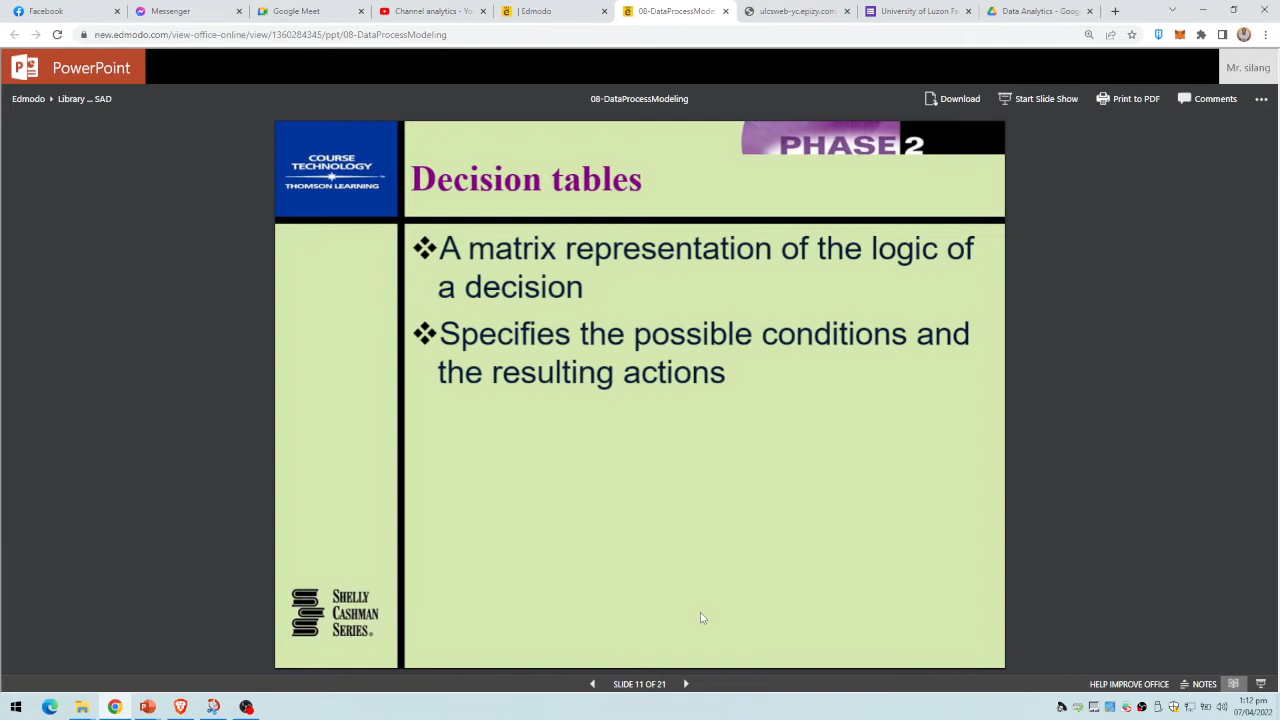 Facebook
Messenger
Google Meet
Channel analytics - Yo
| Edmodo
08-DataProcessModel
ulcsweb-yc.epizy.com
University of Luzon Fa
Data Analytics - Goog
new.edmodo.com/view-office-online/view/1360284345/ppt/08-DataProcessModeling
PowerPoint
Mr. silang
Edmodo
Library ... SAD
08-DataProcessModeling
Download
Start Slide Show
Print to PDF
Comments
COURSE
TECHNOLOGY
THOMSON LEARNING
PHASE 2
Decision tables
❖A matrix representation of the logic of
a decision
❖Specifies the possible conditions and
the resulting actions
SHELLY
CASHMAN
SERIES®
SLIDE 11 OF 21
HELP IMPROVE OFFICE
NOTES
1:12 pm
07/04/2022